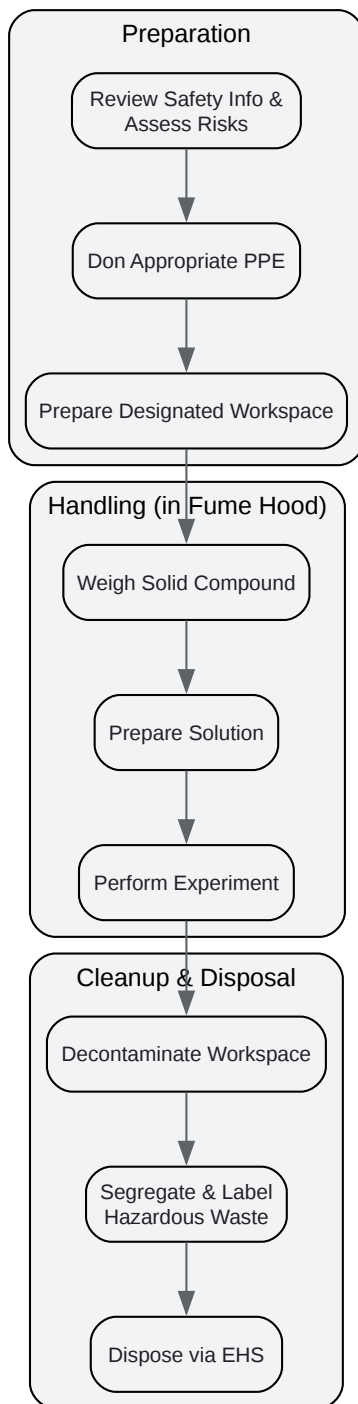 Preparation
Review Safety Info &
Assess Risks
Don Appropriate PPE
Prepare Designated Workspace
Handling (in Fume Hood)
Weigh Solid Compound
Prepare Solution
Perform Experiment
Cleanup & Disposal
Decontaminate Workspace
Segregate & Label
Hazardous Waste
Dispose via EHS